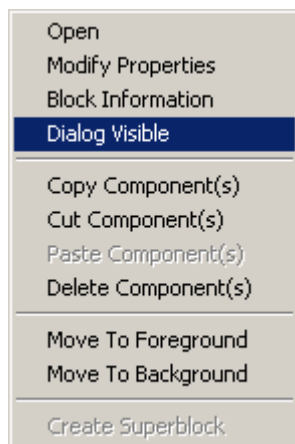 Open
Modify Properties
Block Information
Dialog Visible
Copy Component(s)
Cut Component(s)
Paste Component(s)
Delete Component(s)
Move To Foreground
Move To Background
Create Superblock